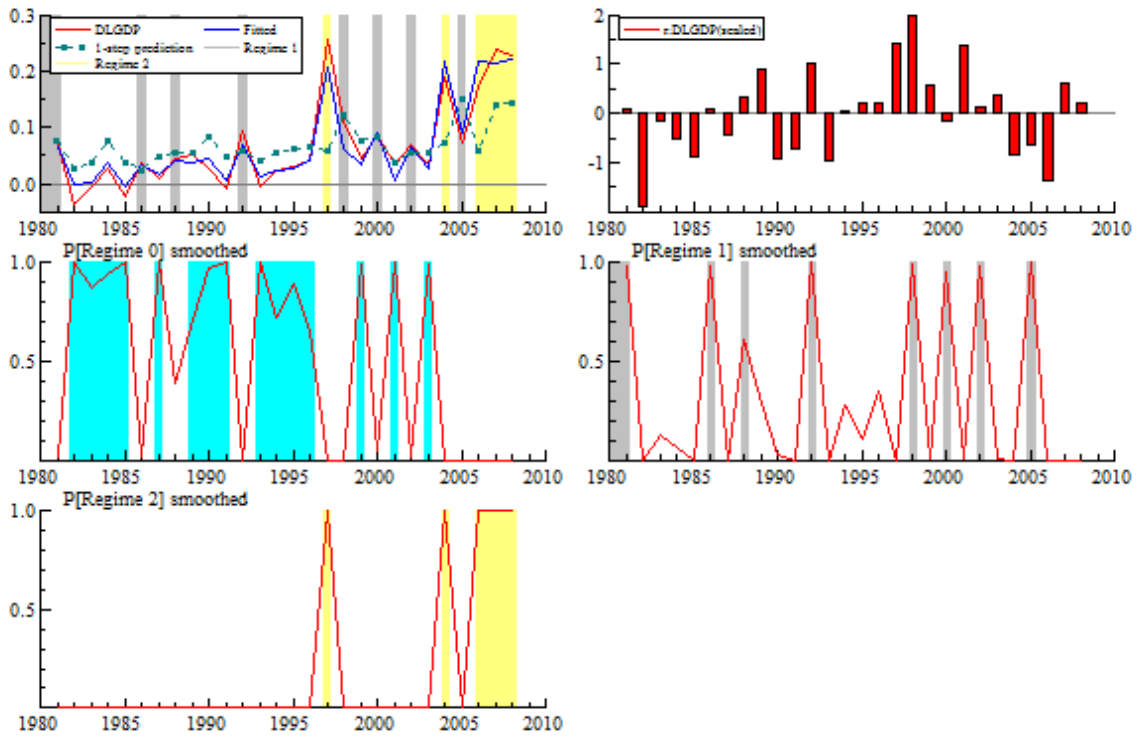 0.3
DLGDP Fitted
1-step prediction Regime 1
Regime 2
0.2
0.1
0.0
1980 1985 1990 1995 2000 2005 2010
2
r:DLGDP(scaled)
1
0
-1
1980 1985 1990 1995 2000 2005 2010
P[Regime 0] smoothed
1.0
0.5
1980 1985 1990 1995 2000 2005 2010
P[Regime 1] smoothed
1.0
0.5
1980 1985 1990 1995 2000 2005 2010
P[Regime 2] smoothed
1.0
0.5
1980 1985 1990 1995 2000 2005 2010